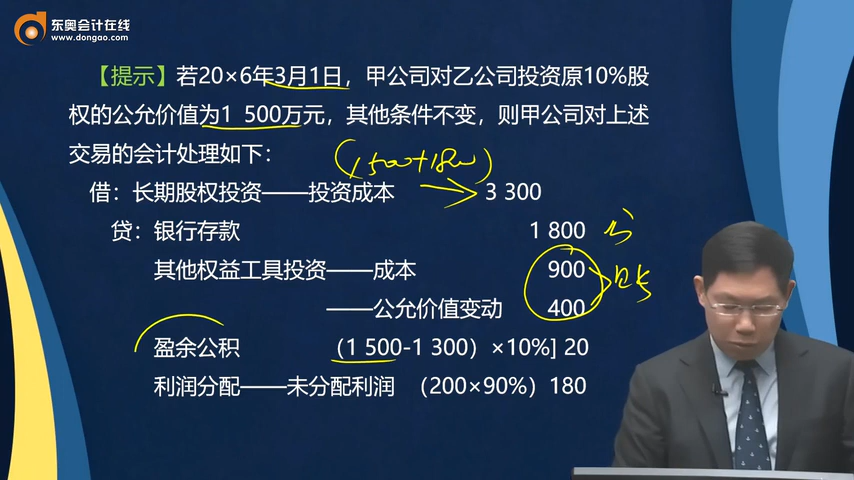 东奥会计在线
www.dongao.com
【提示】若20×6年3月1日，甲公司对乙公司投资原10%股
权的公允价值为1 500万元，其他条件不变，则甲公司对上述
交易的会计处理如下：
(1500+1800)
借：长期股权投资——投资成本 3 300
贷：银行存款 1 800
其他权益工具投资——成本 900
——公允价值变动 400
盈余公积 （1 500-1 300）×10%] 20
利润分配——未分配利润 （200×90%）180